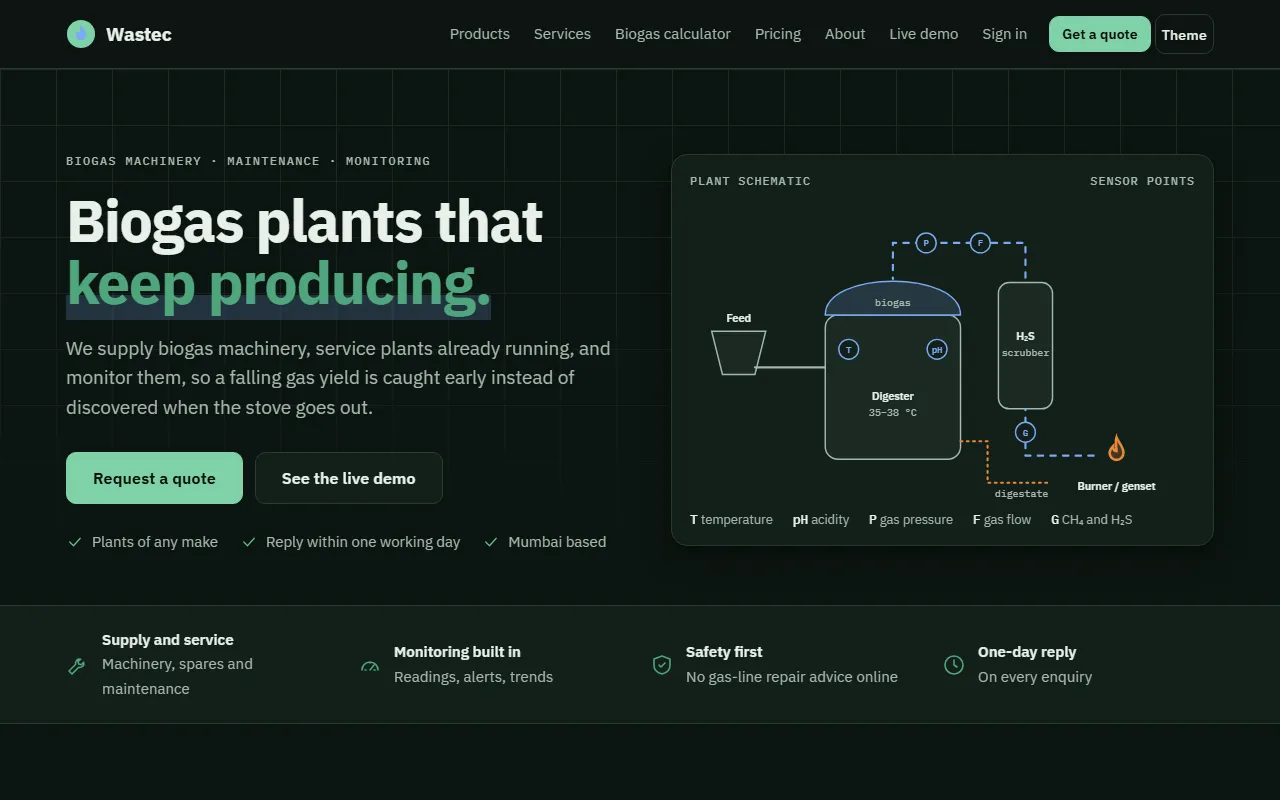 Wastec
Products
Services
Biogas calculator
Pricing
About
Live demo
Sign in
Get a quote
Theme
BIOGAS MACHINERY · MAINTENANCE · MONITORING
Biogas plants that
keep producing.
We supply biogas machinery, service plants already running, and
monitor them, so a falling gas yield is caught early instead of
discovered when the stove goes out.
Request a quote
See the live demo
Plants of any make
Reply within one working day
Mumbai based
PLANT SCHEMATIC
SENSOR POINTS
P
F
biogas
Feed
T
pH
H₂S
scrubber
Digester
35–38 °C
G
digestate
Burner / genset
T temperature
pH acidity
P gas pressure
F gas flow
G CH₄ and H₂S
Supply and service
Machinery, spares and
maintenance
Monitoring built in
Readings, alerts, trends
Safety first
No gas-line repair advice online
One-day reply
On every enquiry